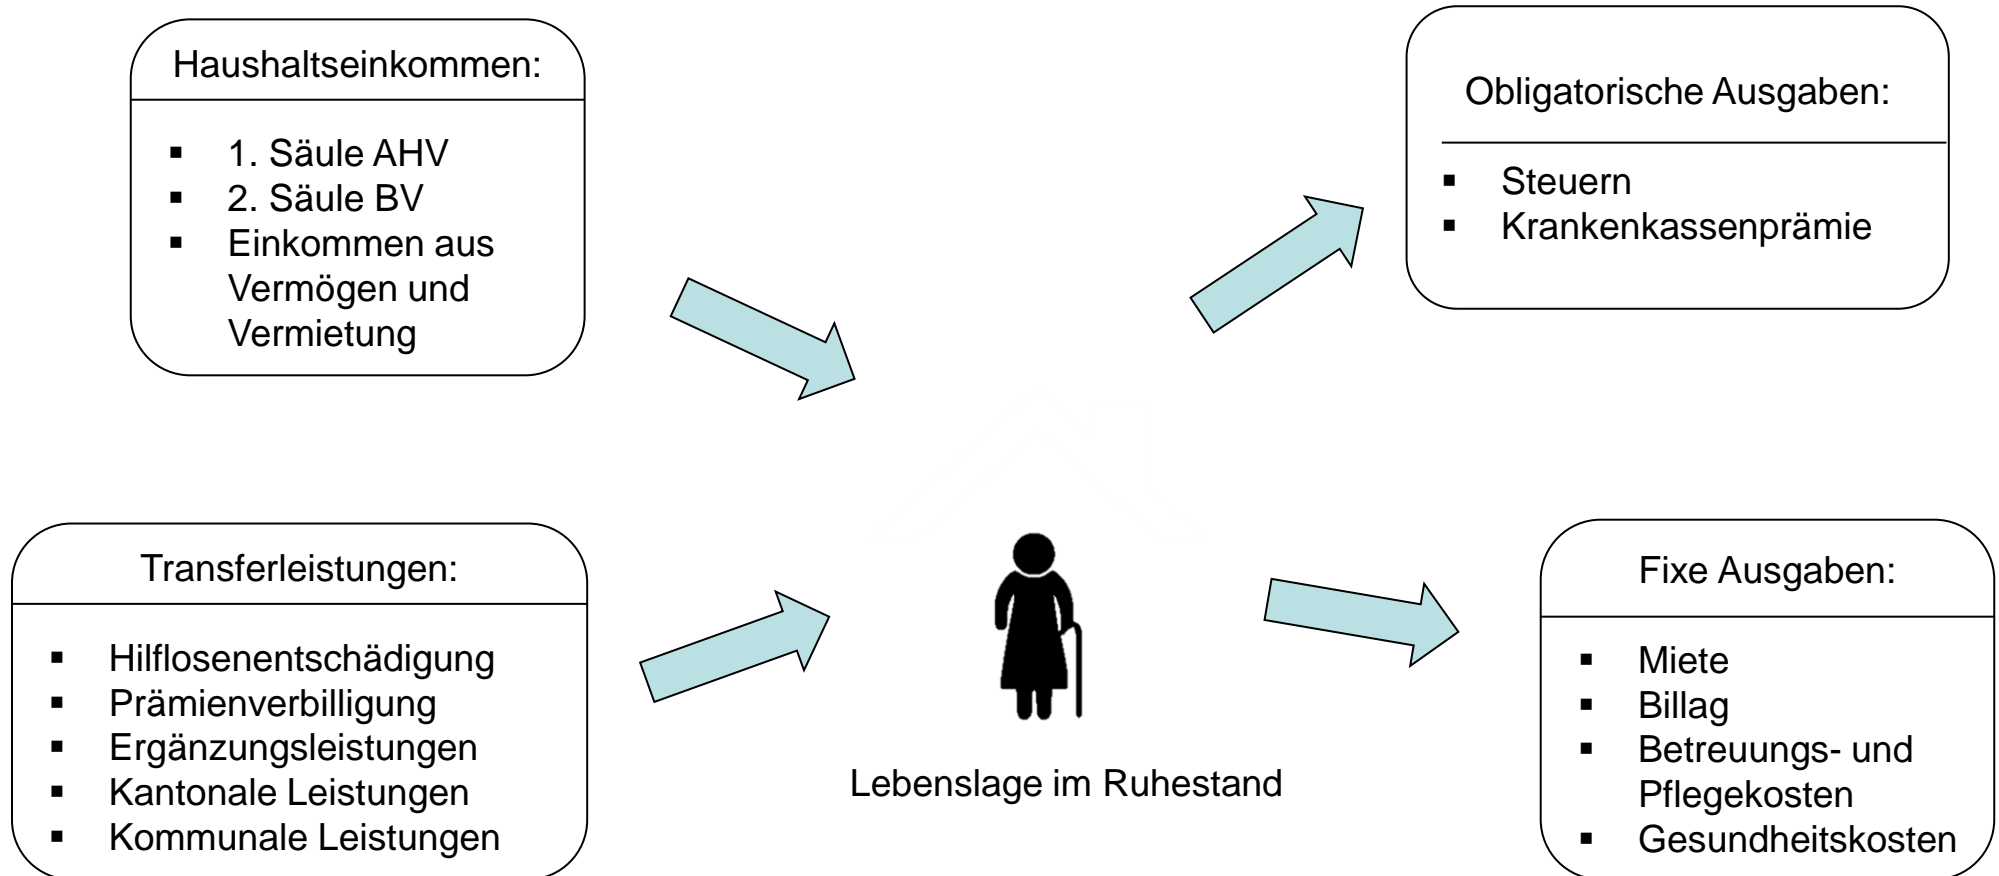 Haushaltseinkommen:
▪ 1. Säule AHV
▪ 2. Säule BV
▪ Einkommen aus
Vermögen und
Vermietung
Obligatorische Ausgaben:
▪ Steuern
▪ Krankenkassenprämie
Transferleistungen:
▪ Hilflosenentschädigung
▪ Prämienverbilligung
▪ Ergänzungsleistungen
▪ Kantonale Leistungen
▪ Kommunale Leistungen
Lebenslage im Ruhestand
Fixe Ausgaben:
▪ Miete
▪ Billag
▪ Betreuungs- und
Pflegekosten
▪ Gesundheitskosten